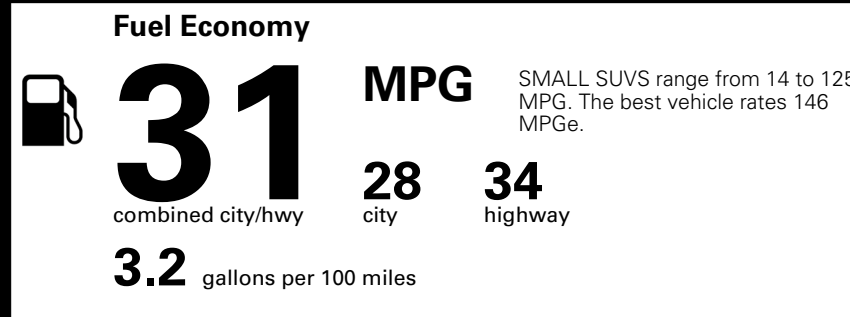 Fuel Economy
31
MPG
SMALL SUVS range from 14 to 125
MPG. The best vehicle rates 146
MPGe.
28
34
combined city/hwy
city
highway
3.2 gallons per 100 miles